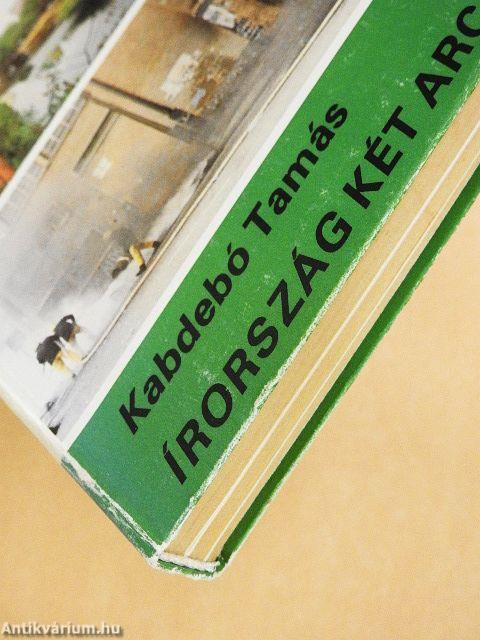 Kabdebó Tamás
ÍRORSZÁG KÉT ARC
Antikvárium.hu